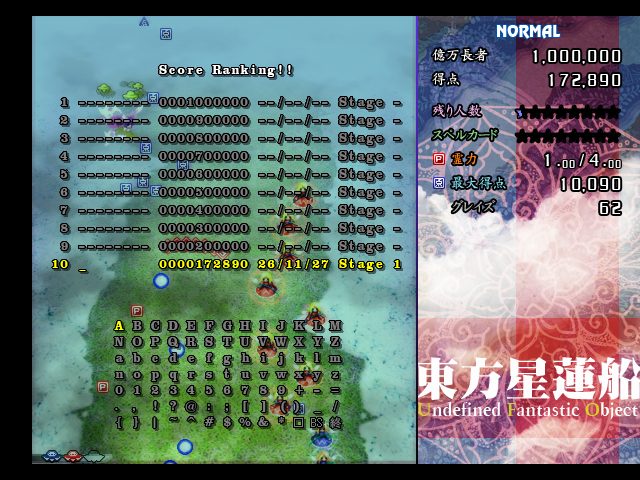 Score Ranking!!
1 -------- 0001000000 --/--/-- Stage -
2 -------- 0000900000 --/--/-- Stage -
3 -------- 0000800000 --/--/-- Stage -
4 -------- 0000700000 --/--/-- Stage -
5 -------- 0000600000 --/--/-- Stage -
6 -------- 0000500000 --/--/-- Stage -
7 -------- 0000400000 --/--/-- Stage -
8 -------- 0000300000 --/--/-- Stage -
9 -------- 0000200000 --/--/-- Stage -
10 _ 0000172890 26/11/27 Stage 1
A B C D E F G H I J K L M
N O P Q R S T U V W X Y Z
a b c d e f g h i j k l m
n o p q r s t u v w x y z
0 1 2 3 4 5 6 7 8 9 + - =
. , ! ? @ : ; [ ] ( ) _ /
{ } | ~ ^ # $ % & * □ BS 終
NORMAL
億万長者 1,000,000
得点 172,890
残り人数
スペルカード
P 霊力 1.00/4.00
最大得点 10,090
グレイズ 62
東方星蓮船
Undefined Fantastic Object